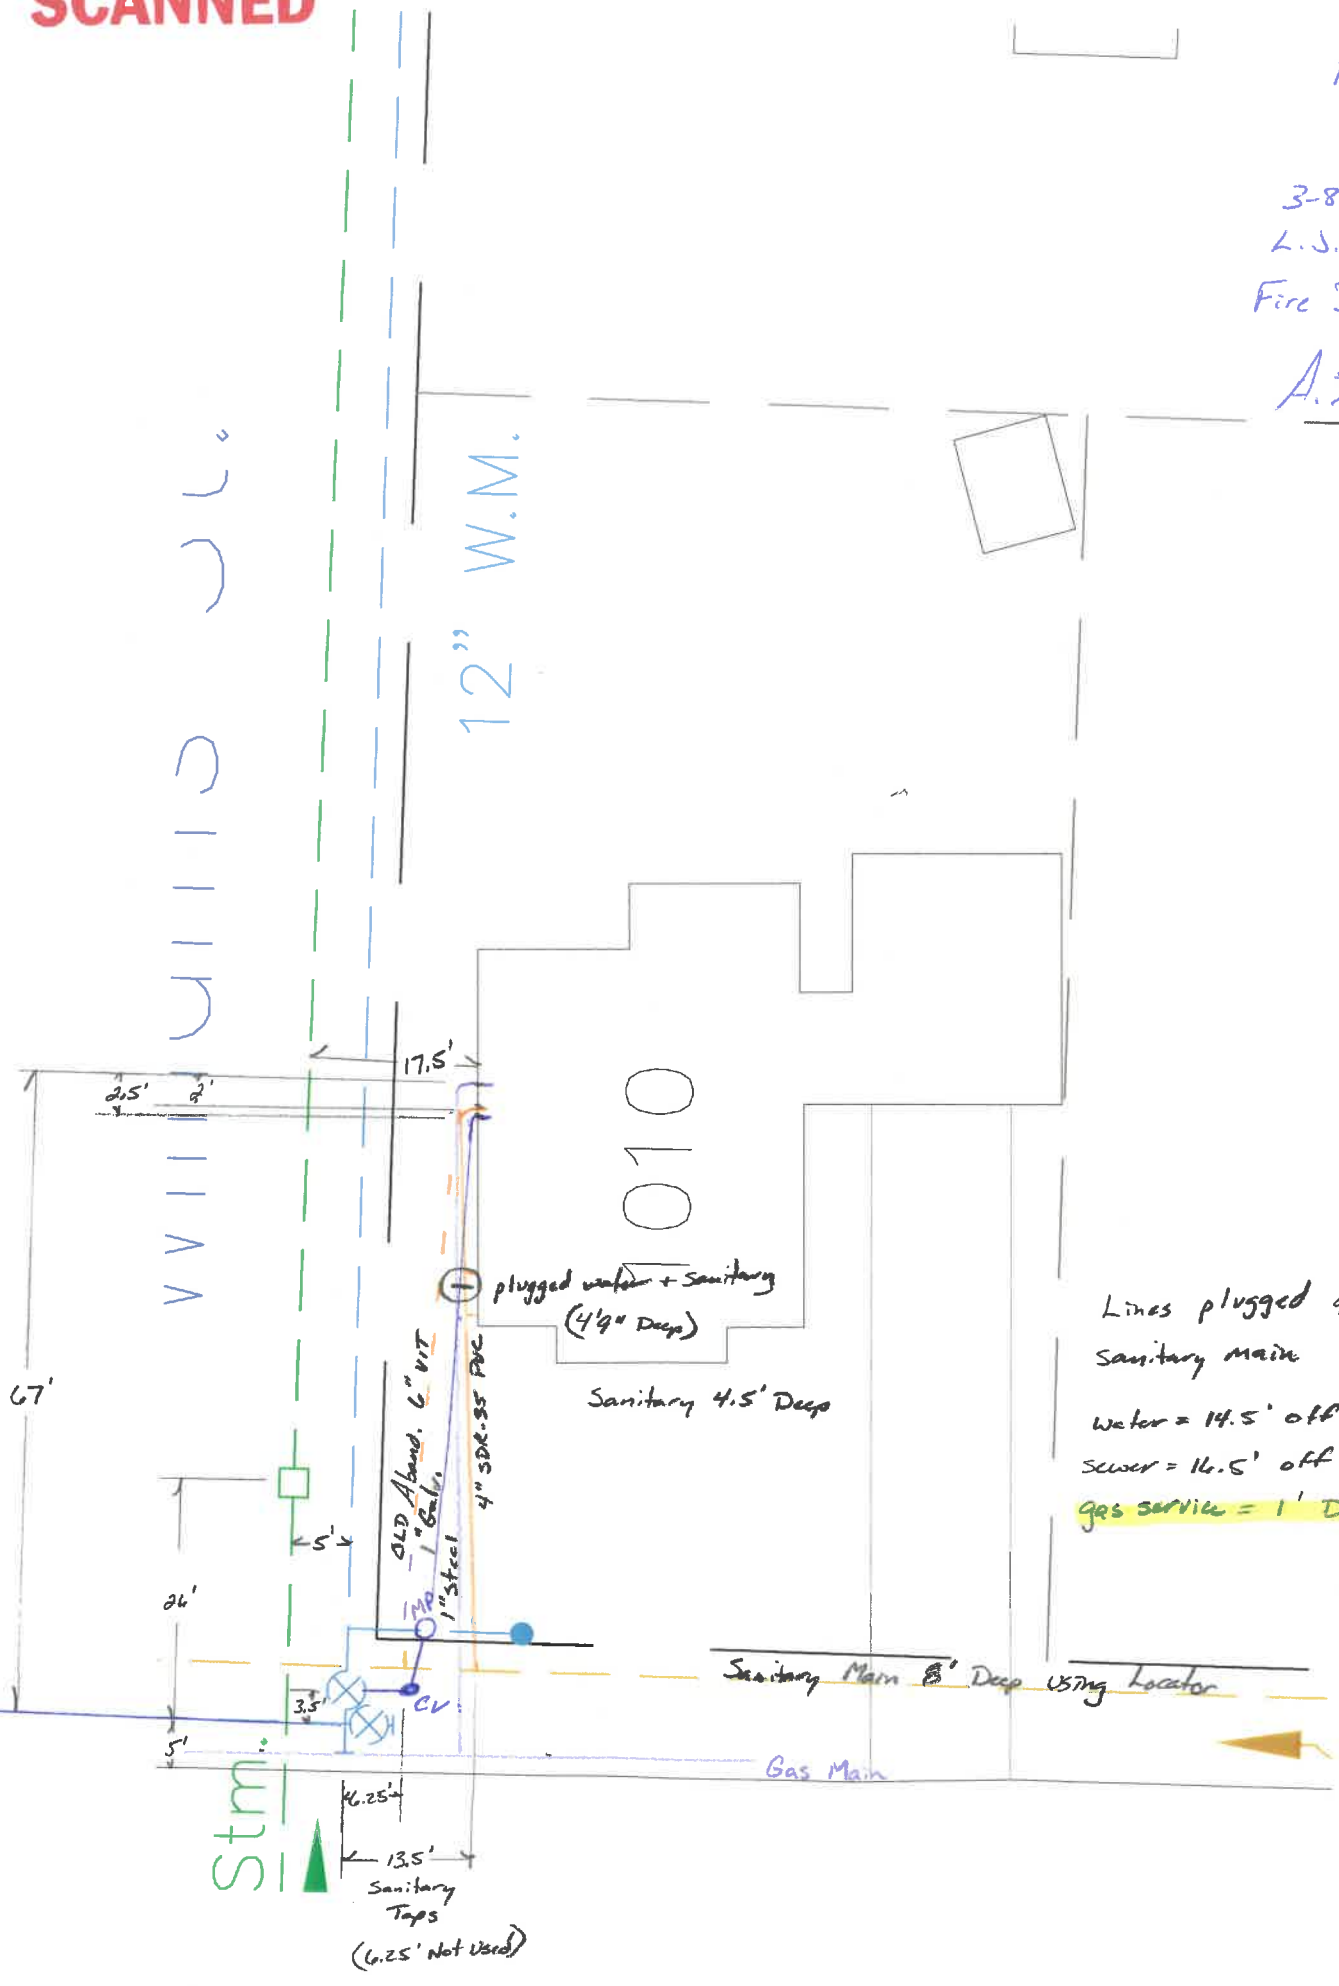 SCANNED
3-8
L.S.
Fire
12" W.M.
17.5'
2.5'
2'
1010
plugged water + sanitary
(4'9" Deep)
Sanitary 4.5' Deep
Lines plugged
Sanitary main
water = 14.5' off
sewer = 16.5' off
gas service = 1' D
67'
OLD Aband. 6" VIT
1" Galv.
1" Steel
4" SDR-35 PVC
5'
26'
MP
Sanitary Main 8' Deep using Locator
3.5'
CV
5'
Gas Main
Stm.
6.25'
13.5'
Sanitary
Taps
(6.25' Not Used)